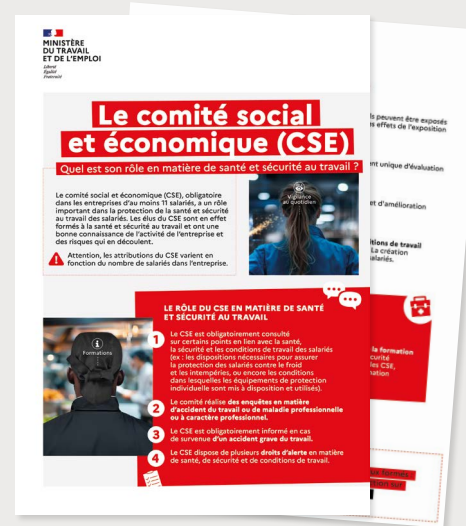 MINISTÈRE
DU TRAVAIL
ET DE L'EMPLOI
Liberté
Égalité
Fraternité
Le comité social
et économique (CSE)
Quel est son rôle en matière de santé et sécurité au travail ?
Le comité social et économique (CSE), obligatoire
dans les entreprises d'au moins 11 salariés, a un rôle
important dans la protection de la santé et sécurité
au travail des salariés. Les élus du CSE sont en effet
formés à la santé et sécurité au travail et ont une
bonne connaissance de l'activité de l'entreprise et
des risques qui en découlent.
Attention, les attributions du CSE varient en
fonction du nombre de salariés dans l'entreprise.
Vigilance
au quotidien
Formations
LE RÔLE DU CSE EN MATIÈRE DE SANTÉ
ET SÉCURITÉ AU TRAVAIL
1 Le CSE est obligatoirement consulté
sur certains points en lien avec la santé,
la sécurité et les conditions de travail des salariés
(ex : les dispositions nécessaires pour assurer
la protection des salariés contre le froid
et les intempéries, ou encore les conditions
dans lesquelles les équipements de protection
individuelle sont mis à disposition et utilisés).
2 Le comité réalise des enquêtes en matière
d'accident du travail ou de maladie professionnelle
ou à caractère professionnel.
3 Le CSE est obligatoirement informé en cas
de survenue d'un accident grave du travail.
4 Le CSE dispose de plusieurs droits d'alerte en matière
de santé, de sécurité et de conditions de travail.
peuvent être exposés
effets de l'exposition
unique d'évaluation
et d'amélioration
de travail
La création
salariés.
la formation
les CSE,